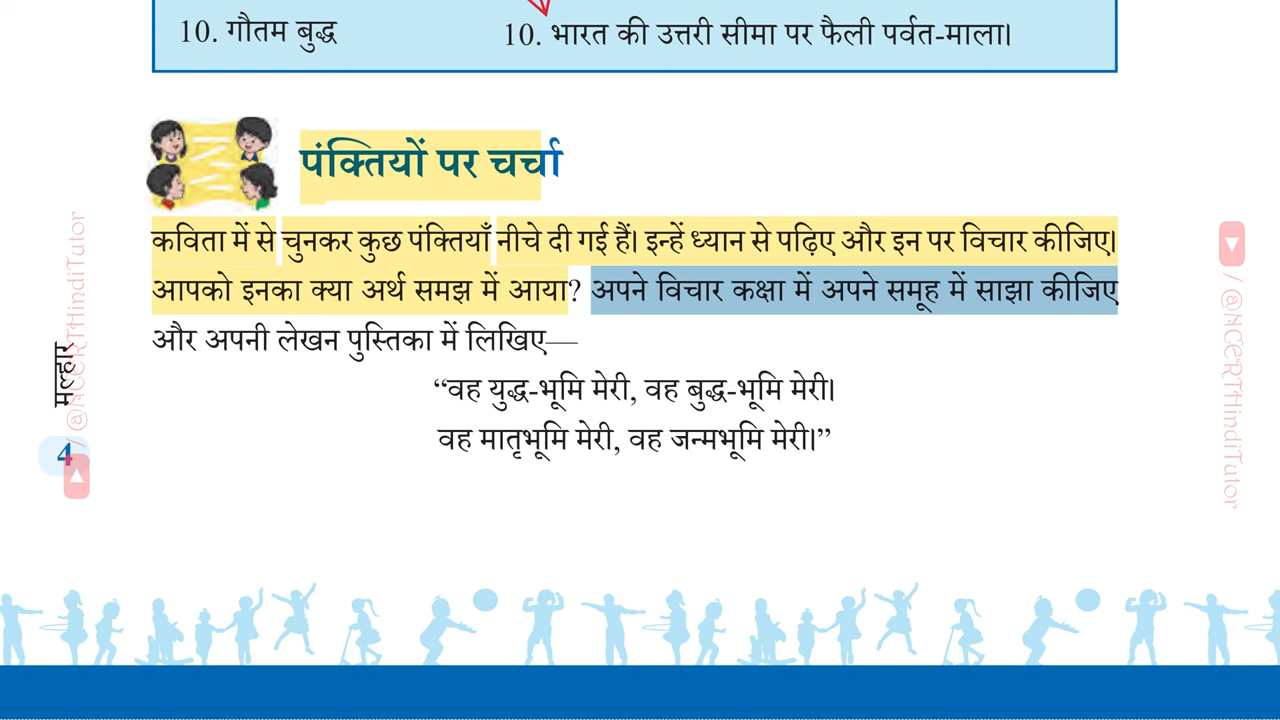 10. गौतम बुद्ध
10. भारत की उत्तरी सीमा पर फैली पर्वत-माला।
पंक्तियों पर चर्चा
कविता में से चुनकर कुछ पंक्तियाँ नीचे दी गई हैं। इन्हें ध्यान से पढ़िए और इन पर विचार कीजिए।
आपको इनका क्या अर्थ समझ में आया? अपने विचार कक्षा में अपने समूह में साझा कीजिए
और अपनी लेखन पुस्तिका में लिखिए—
“वह युद्ध-भूमि मेरी, वह बुद्ध-भूमि मेरी।
वह मातृभूमि मेरी, वह जन्मभूमि मेरी।”
मल्हार
4
/ @NCERTHindiTutor
/ @NCERTHindiTutor